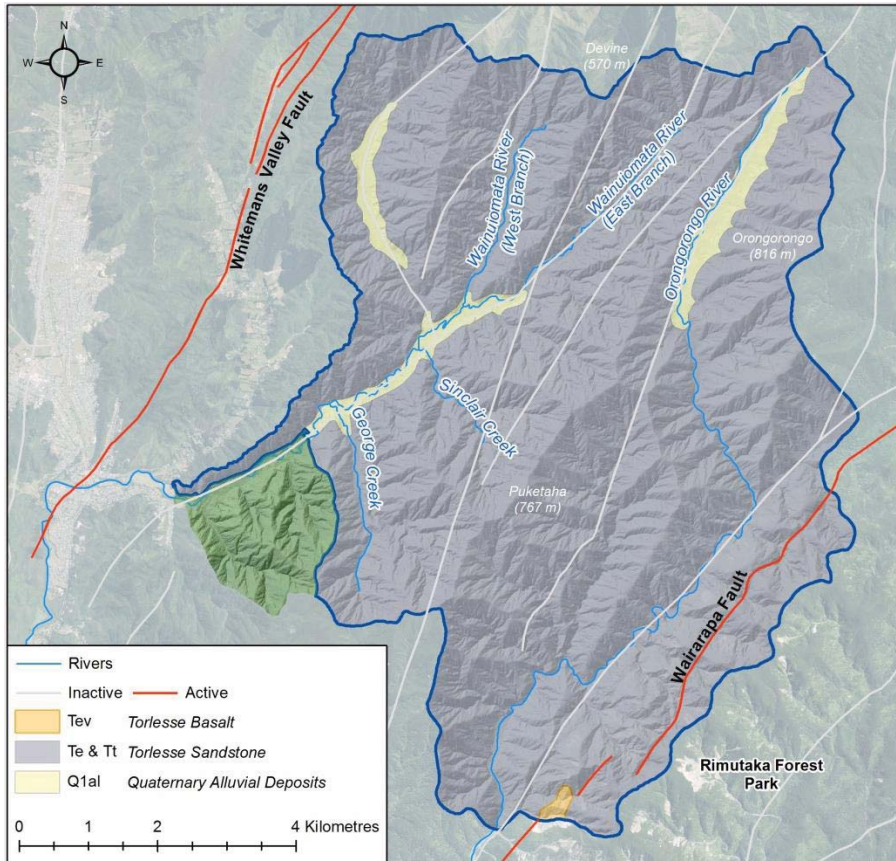 N
W E
S
Devine
(570 m)
Whitemans Valley Fault
Wainuiomata River
(West Branch)
Wainuiomata River
(East Branch)
Orongorongo River
Orongorongo
(816 m)
Sinclair Creek
George Creek
Puketaha
(767 m)
Wairarapa Fault
Rimutaka Forest
Park
Rivers
Inactive Active
Tev Torlesse Basalt
Te & Tt Torlesse Sandstone
Q1al Quaternary Alluvial Deposits
0 1 2 4 Kilometres